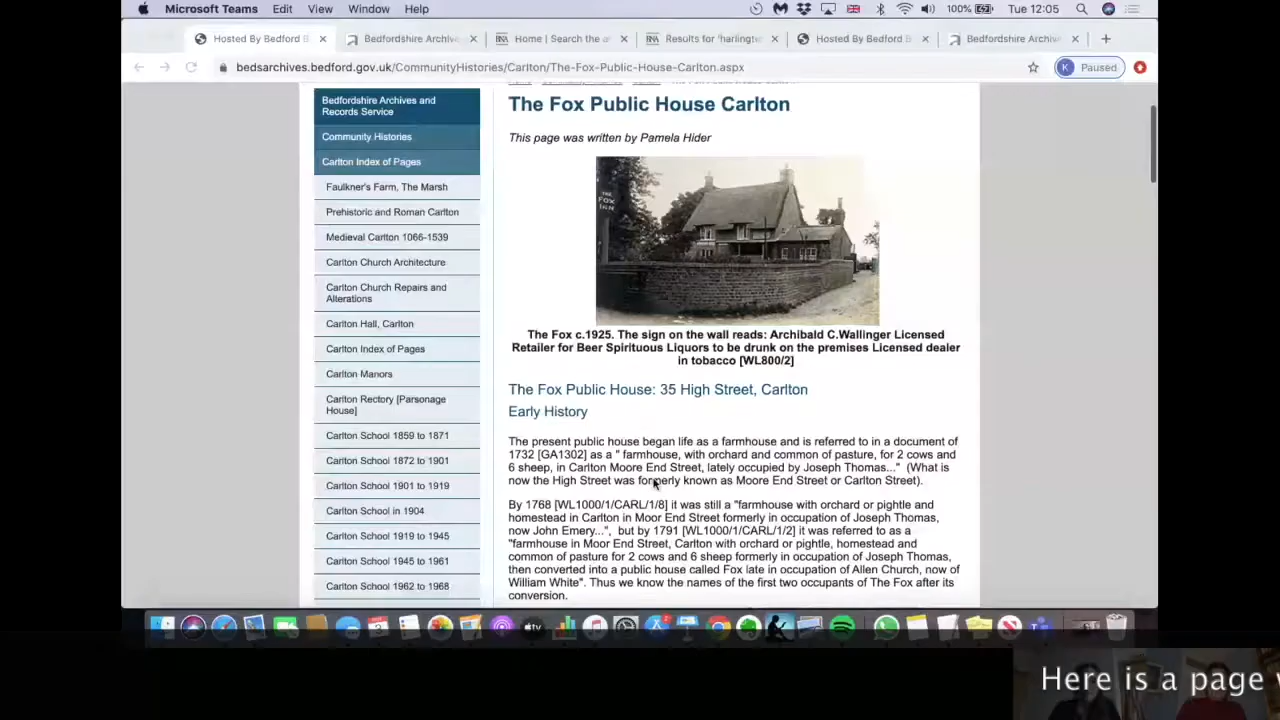 Microsoft Teams Edit View Window Help 100% Tue 12:05
Hosted By Bedford B × Bedfordshire Archive × Home | Search the a × Results for 'harlingt × Hosted By Bedford B × Bedfordshire Archiv × +
bedsarchives.bedford.gov.uk/CommunityHistories/Carlton/The-Fox-Public-House-Carlton.aspx K Paused
Bedfordshire Archives and
Records Service
Community Histories
Carlton Index of Pages
Faulkner's Farm, The Marsh
Prehistoric and Roman Carlton
Medieval Carlton 1066-1539
Carlton Church Architecture
Carlton Church Repairs and
Alterations
Carlton Hall, Carlton
Carlton Index of Pages
Carlton Manors
Carlton Rectory [Parsonage
House]
Carlton School 1859 to 1871
Carlton School 1872 to 1901
Carlton School 1901 to 1919
Carlton School in 1904
Carlton School 1919 to 1945
Carlton School 1945 to 1961
Carlton School 1962 to 1968
The Fox Public House Carlton
This page was written by Pamela Hider
THE
FOX
INN
The Fox c.1925. The sign on the wall reads: Archibald C.Wallinger Licensed
Retailer for Beer Spirituous Liquors to be drunk on the premises Licensed dealer
in tobacco [WL800/2]
The Fox Public House: 35 High Street, Carlton
Early History
The present public house began life as a farmhouse and is referred to in a document of
1732 [GA1302] as a " farmhouse, with orchard and common of pasture, for 2 cows and
6 sheep, in Carlton Moore End Street, lately occupied by Joseph Thomas..." (What is
now the High Street was formerly known as Moore End Street or Carlton Street).
By 1768 [WL1000/1/CARL/1/8] it was still a "farmhouse with orchard or pightle and
homestead in Carlton in Moor End Street formerly in occupation of Joseph Thomas,
now John Emery...", but by 1791 [WL1000/1/CARL/1/2] it was referred to as a
"farmhouse in Moor End Street, Carlton with orchard or pightle, homestead and
common of pasture for 2 cows and 6 sheep formerly in occupation of Joseph Thomas,
then converted into a public house called Fox late in occupation of Allen Church, now of
William White". Thus we know the names of the first two occupants of The Fox after its
conversion.
tv
Here is a page